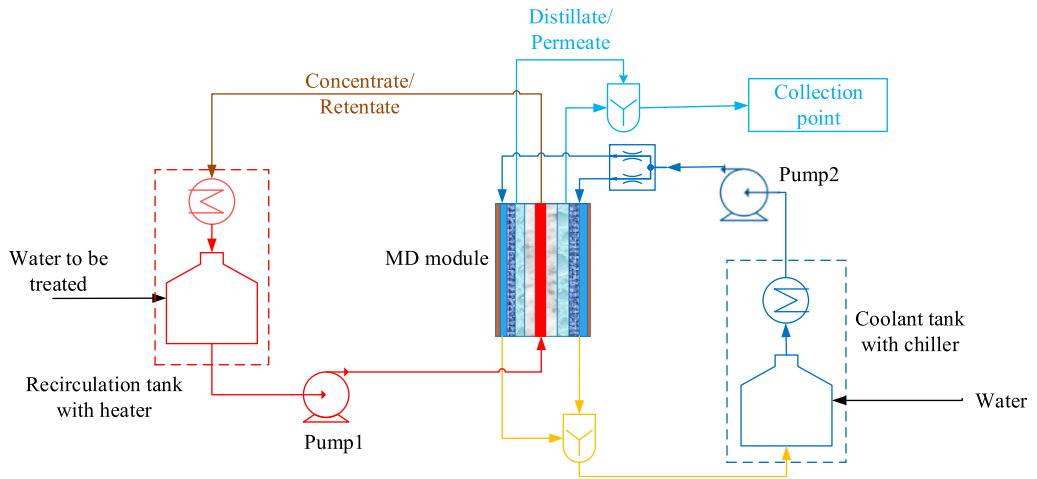 Distillate/
Permeate
Concentrate/
Retentate
Collection
point
Pump2
MD module
Water to be
treated
Coolant tank
with chiller
Recirculation tank
with heater
Water
Pump1